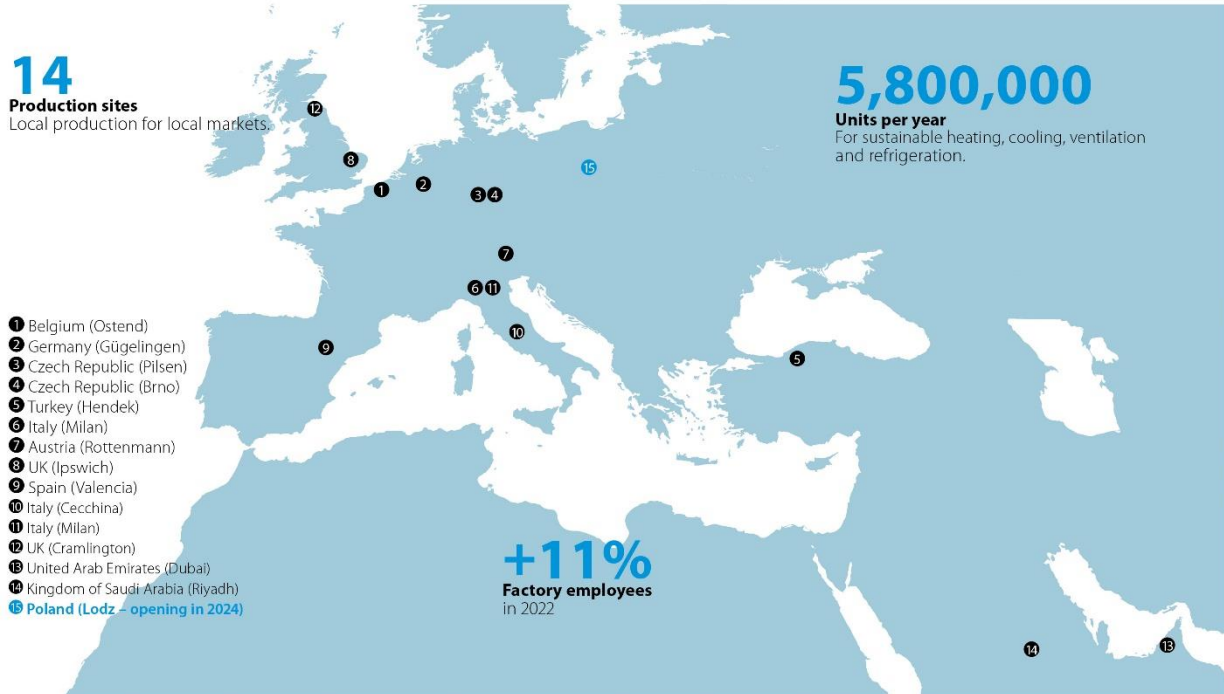 14
Production sites
Local production for local markets.
5,800,000
Units per year
For sustainable heating, cooling, ventilation
and refrigeration.
12
8
1
2
3 4
15
7
6 11
10
9
5
1 Belgium (Ostend)
2 Germany (Gügelingen)
3 Czech Republic (Pilsen)
4 Czech Republic (Brno)
5 Turkey (Hendek)
6 Italy (Milan)
7 Austria (Rottenmann)
8 UK (Ipswich)
9 Spain (Valencia)
10 Italy (Cecchina)
11 Italy (Milan)
12 UK (Cramlington)
13 United Arab Emirates (Dubai)
14 Kingdom of Saudi Arabia (Riyadh)
15 Poland (Lodz – opening in 2024)
+11%
Factory employees
in 2022
14
13